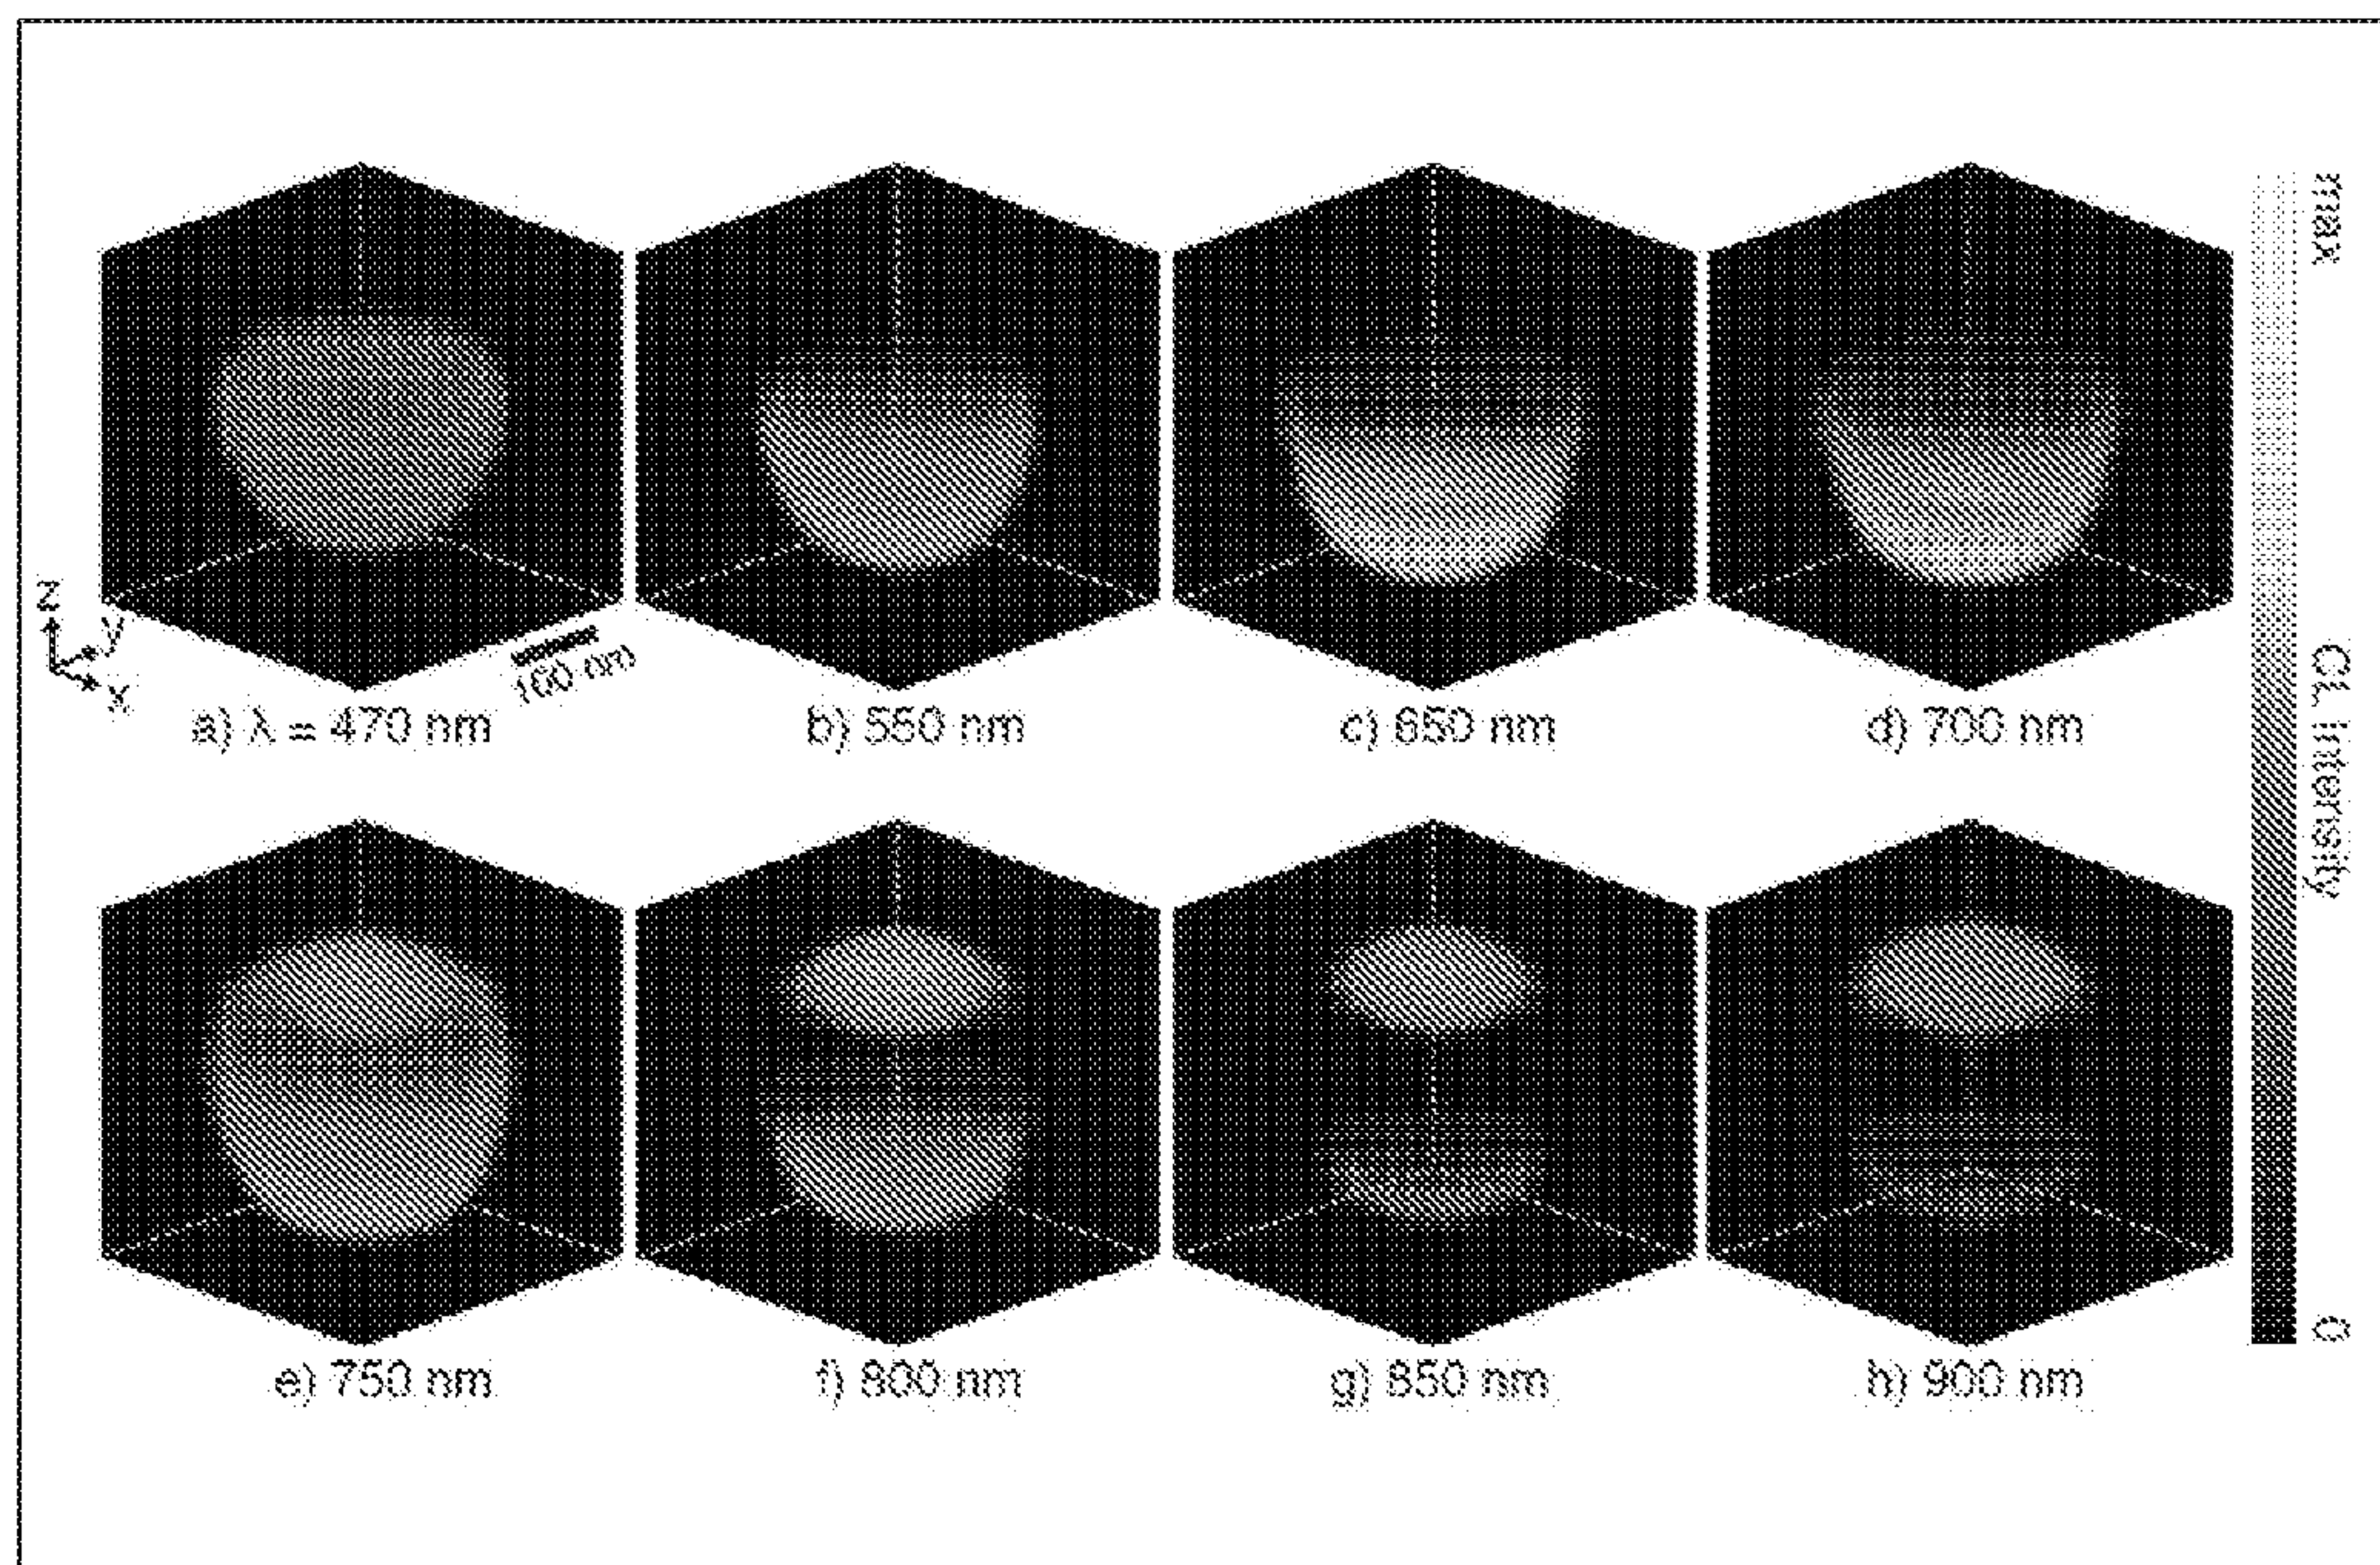 z
y
x
100 nm
a) λ = 470 nm
b) 550 nm
c) 650 nm
d) 700 nm
e) 750 nm
f) 800 nm
g) 850 nm
h) 900 nm
max
CL Intensity
0